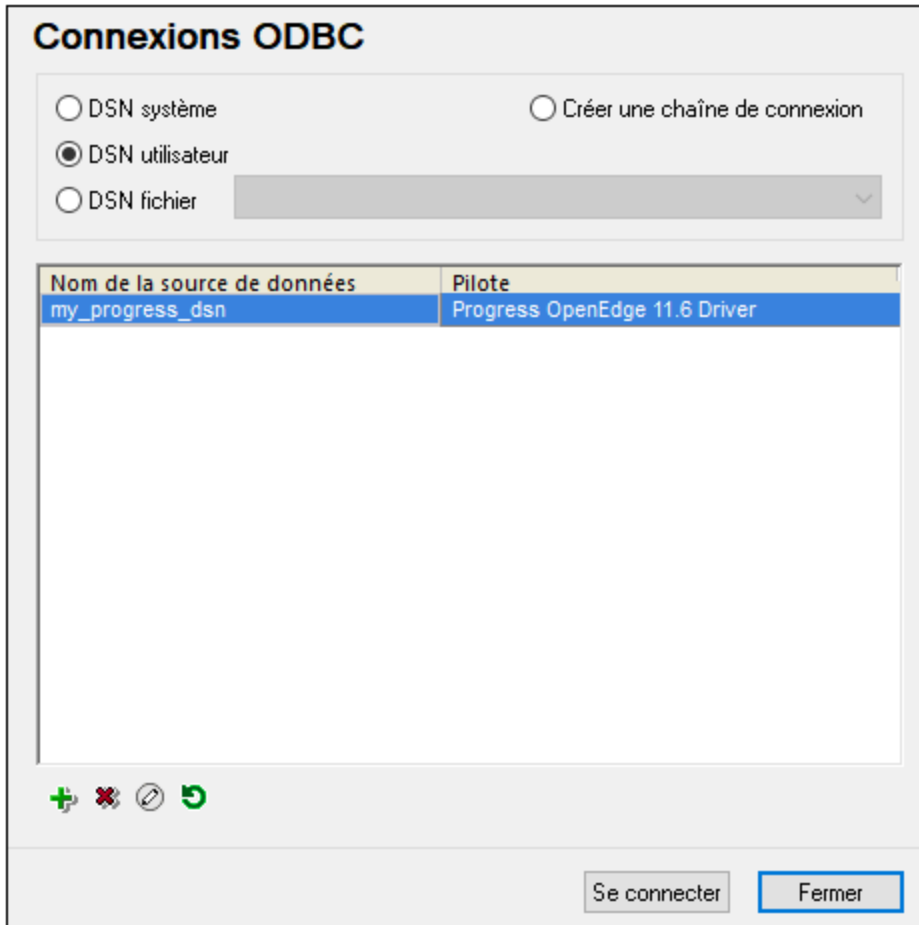 Connexions ODBC
DSN système
Créer une chaîne de connexion
DSN utilisateur
DSN fichier
Nom de la source de données Pilote
my_progress_dsn Progress OpenEdge 11.6 Driver
Se connecter Fermer